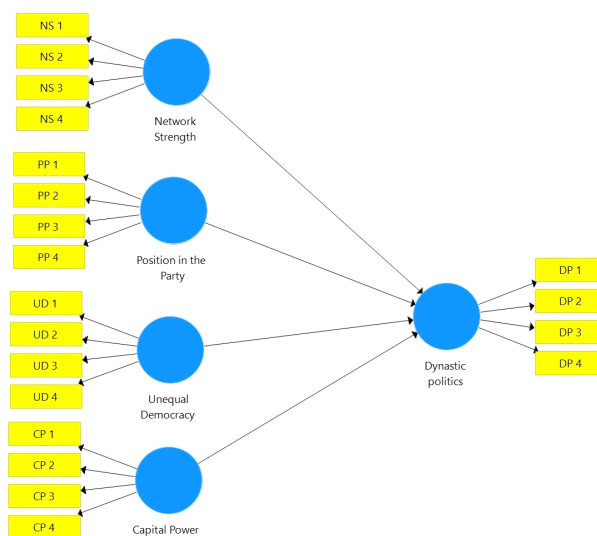 NS 1
NS 2
NS 3
NS 4
Network
Strength
PP 1
PP 2
PP 3
PP 4
Position in the
Party
UD 1
UD 2
UD 3
UD 4
Unequal
Democracy
CP 1
CP 2
CP 3
CP 4
Capital Power
Dynastic
politics
DP 1
DP 2
DP 3
DP 4